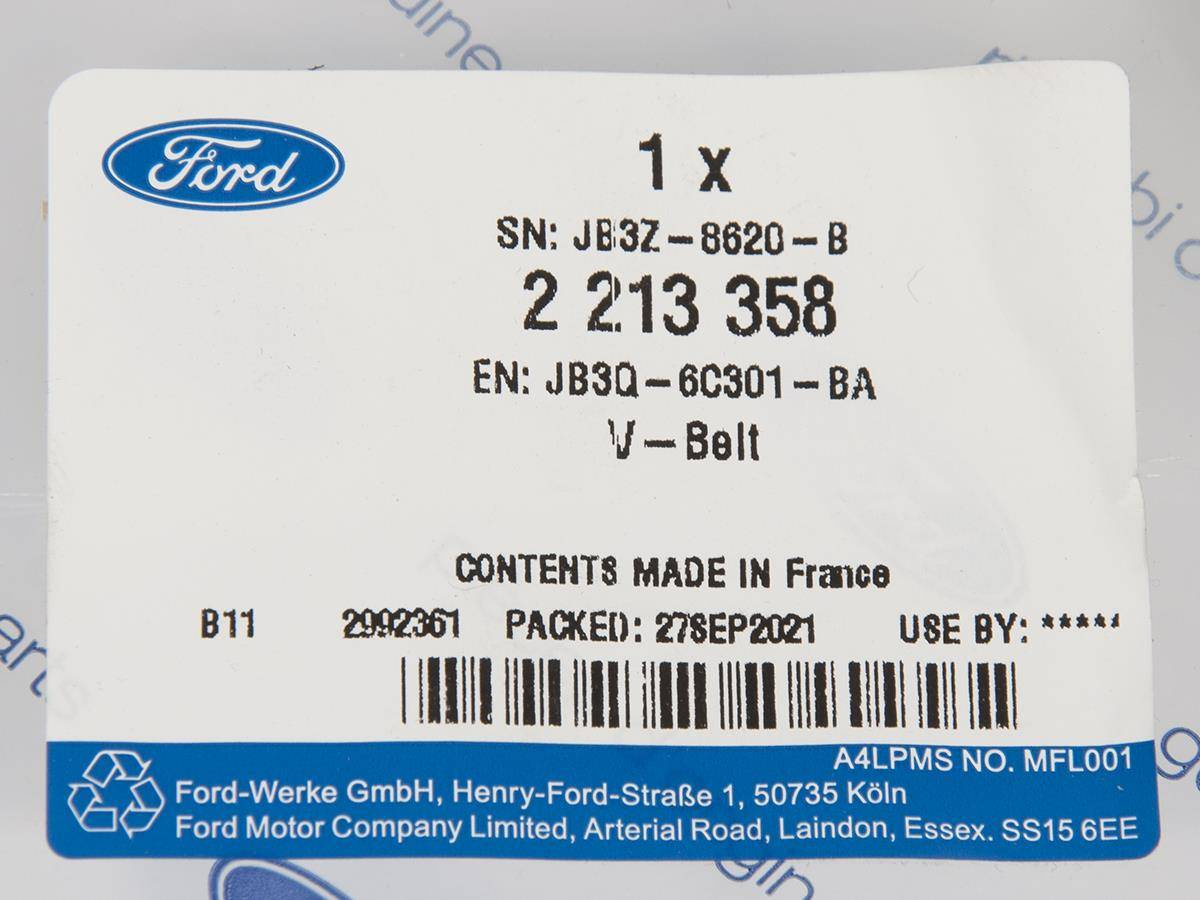 Ford
1 x
SN: JB3Z-8620-B
2 213 358
EN: JB3Q-6C301-BA
V-Belt
CONTENTS MADE IN France
B11 2992361 PACKED: 27SEP2021 USE BY: *****
A4LPMS NO. MFL001
Ford-Werke GmbH, Henry-Ford-Straße 1, 50735 Köln
Ford Motor Company Limited, Arterial Road, Laindon, Essex. SS15 6EE